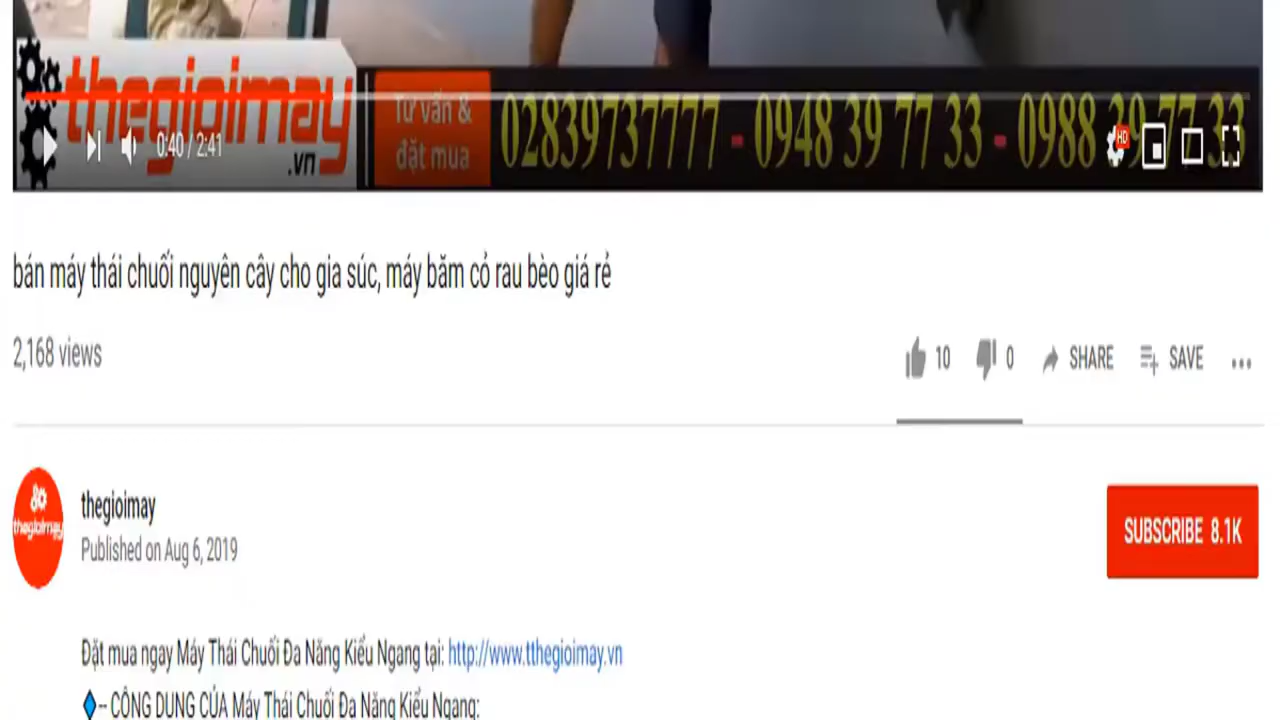 thegioimay
.vn
Tư vấn &
đặt mua
02839737777 - 0948 39 77 33 - 0988 39 77 33
0:40 / 2:41
HD
bán máy thái chuối nguyên cây cho gia súc, máy băm cỏ rau bèo giá rẻ
2,168 views
10 0 SHARE SAVE
thegioimay
thegioimay
Published on Aug 6, 2019
SUBSCRIBE 8.1K
Đặt mua ngay Máy Thái Chuối Đa Năng Kiểu Ngang tại: http://www.tthegioimay.vn
-- CÔNG DỤNG CỦA Máy Thái Chuối Đa Năng Kiểu Ngang: